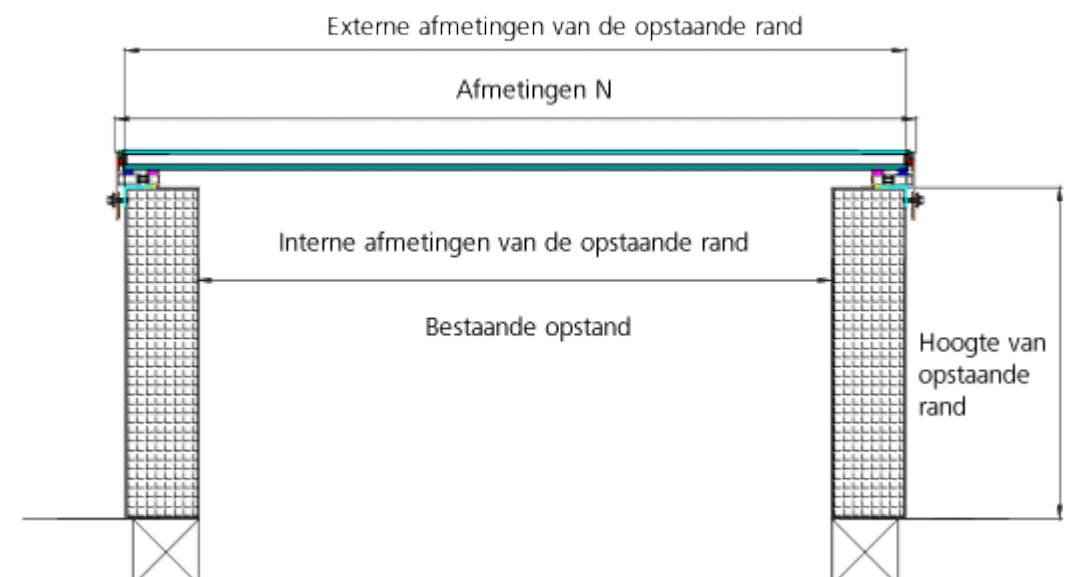 Externe afmetingen van de opstaande rand
Afmetingen N
Interne afmetingen van de opstaande rand
Bestaande opstand
Hoogte van
opstaande
rand